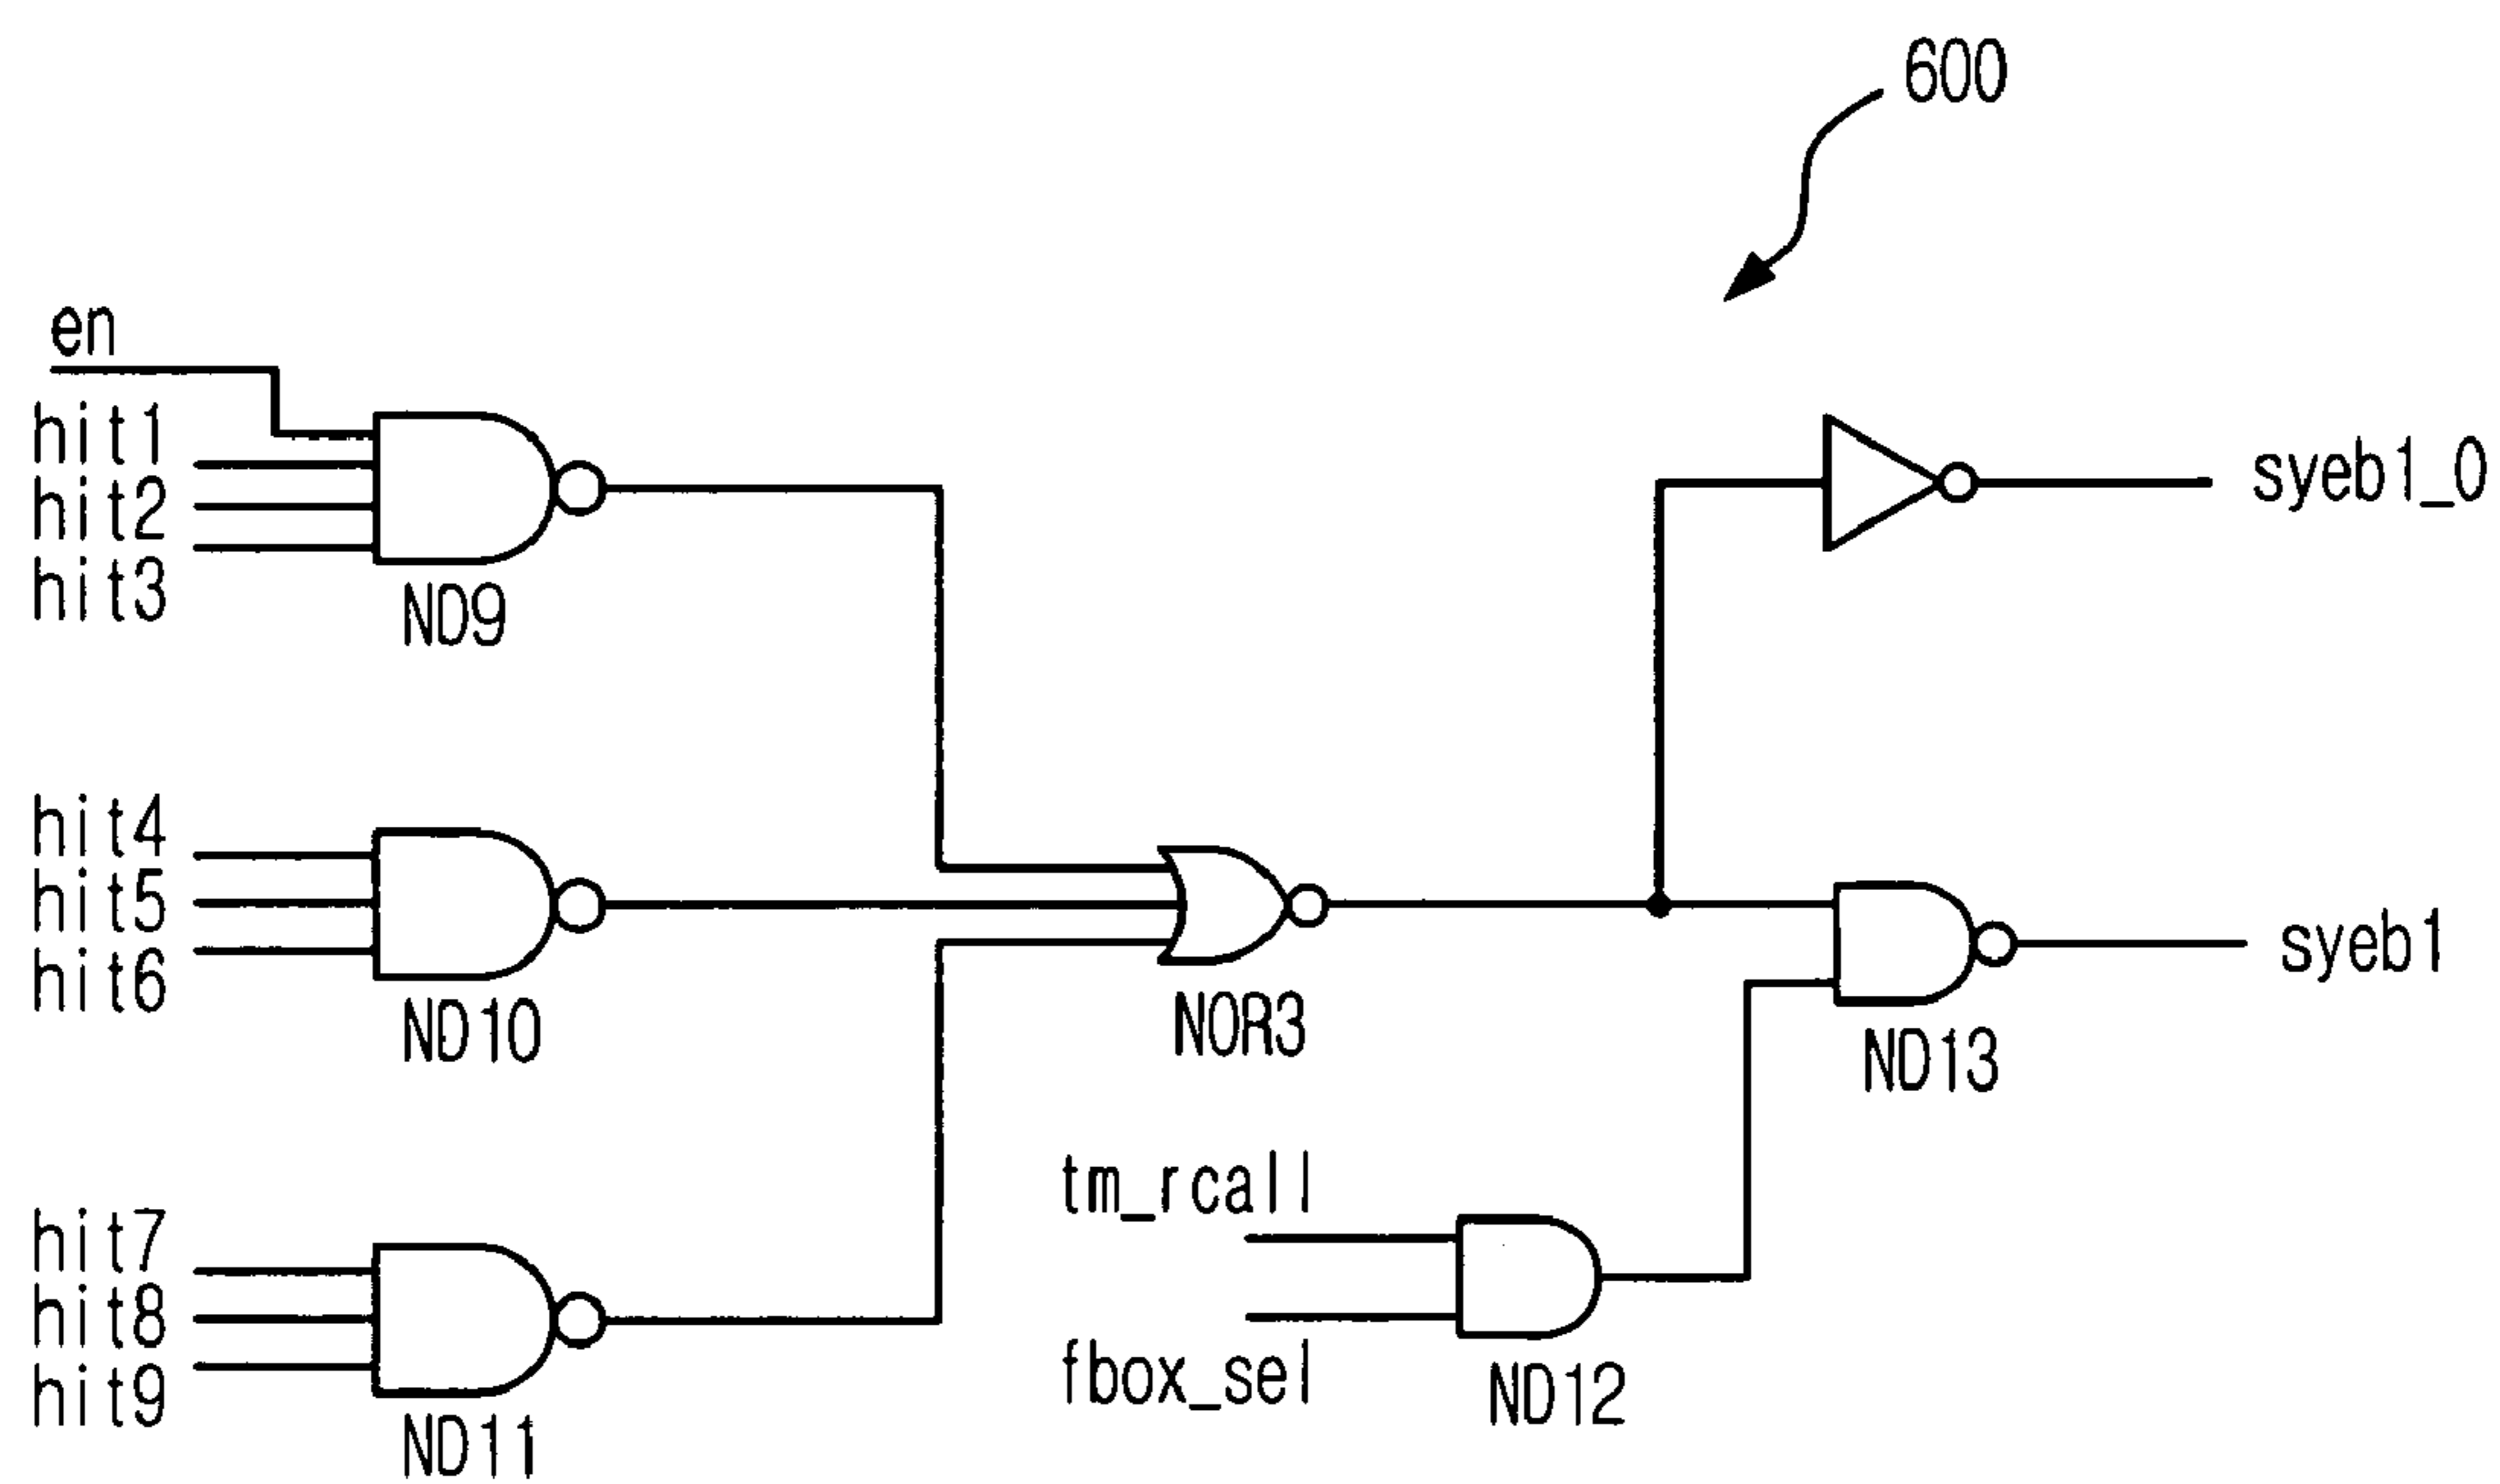 600
en
hit1
hit2
hit3
ND9
syeb1_0
hit4
hit5
hit6
ND10
NOR3
syeb1
ND13
tm_rcall
fbox_sel
ND12
hit7
hit8
hit9
ND11